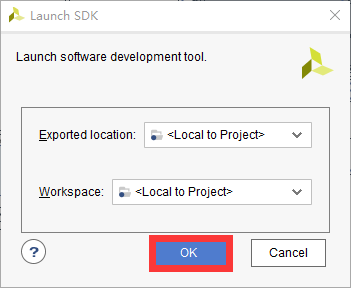 Launch SDK
Launch software development tool.
Exported location: <Local to Project>
Workspace: <Local to Project>
?
OK
Cancel